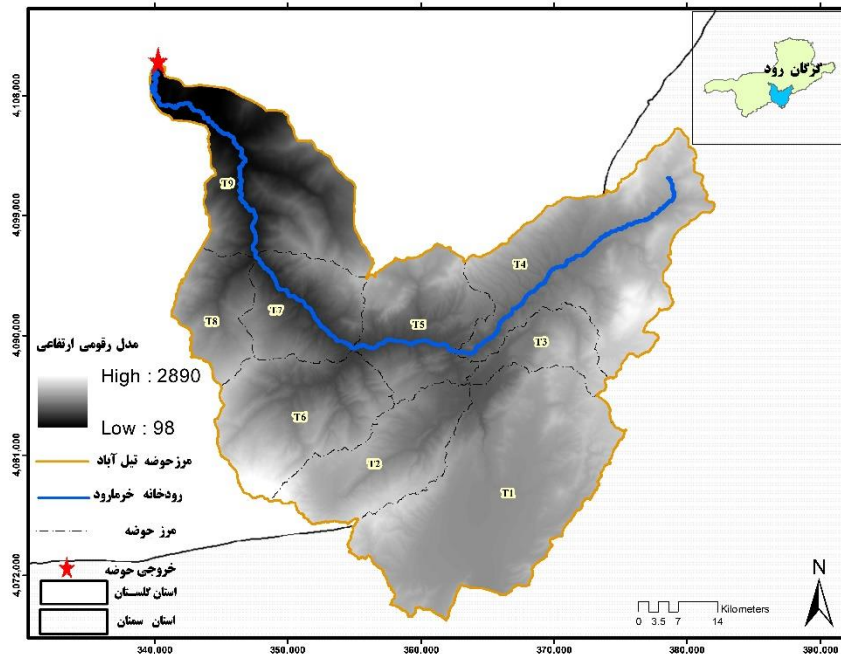 گرگان رود
4,108,000
4,099,000
4,090,000
4,081,000
4,072,000
T9
T4
T8
T7
T5
T3
T6
T2
T1
مدل رقومی ارتفاعی
High : 2890
Low : 98
مرز حوضه تیل آباد
رودخانه خرمارود
مرز حوضه
خروجی حوضه
استان گلستان
استان سمنان
N
Kilometers
0 3.5 7 14
340,000 350,000 360,000 370,000 380,000 390,000